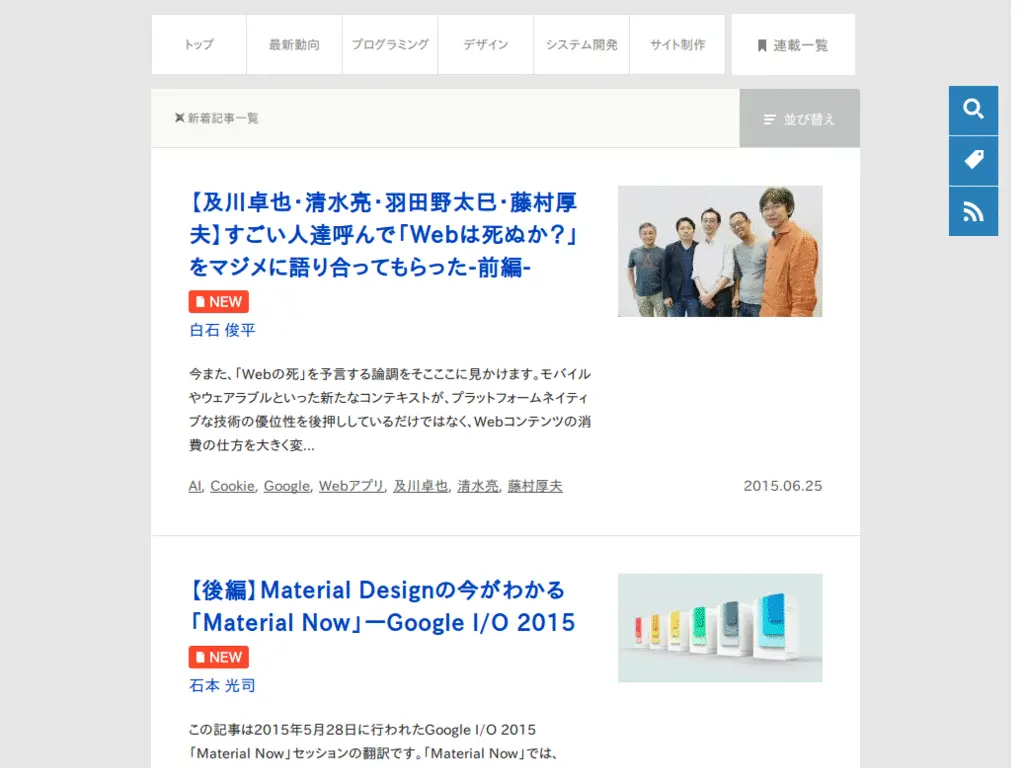 トップ
最新動向
プログラミング
デザイン
システム開発
サイト制作
連載一覧
新着記事一覧
並び替え
【及川卓也・清水亮・羽田野太巳・藤村厚
夫】すごい人達呼んで「Webは死ぬか？」
をマジメに語り合ってもらった-前編-
NEW
白石 俊平
今また、「Webの死」を予言する論調をそこここに見かけます。モバイル
やウェアラブルといった新たなコンテキストが、プラットフォームネイティ
ブな技術の優位性を後押ししているだけではなく、Webコンテンツの消
費の仕方を大きく変...
AI, Cookie, Google, Webアプリ, 及川卓也, 清水亮, 藤村厚夫
2015.06.25
【後編】Material Designの今がわかる
「Material Now」ーGoogle I/O 2015
NEW
石本 光司
この記事は2015年5月28日に行われたGoogle I/O 2015
「Material Now」セッションの翻訳です。「Material Now」では、